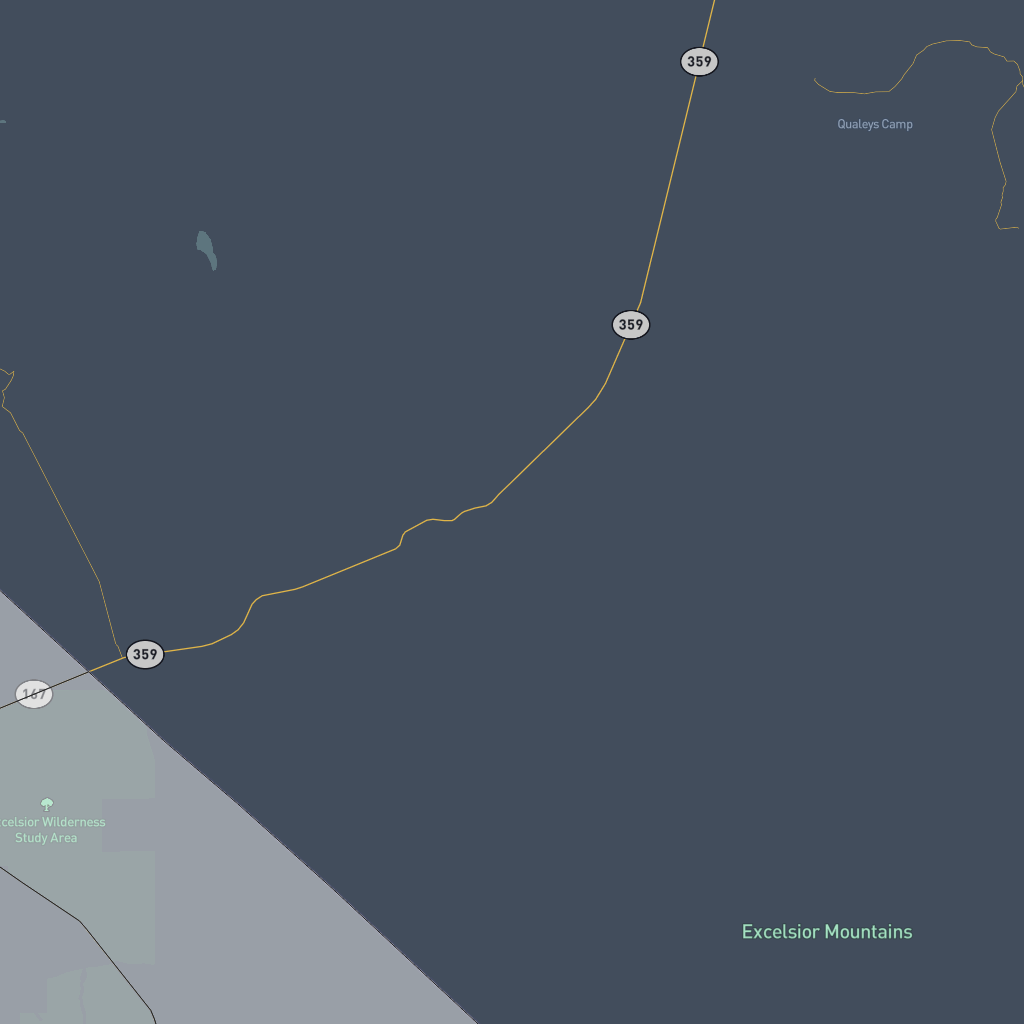 359
Qualeys Camp
359
359
167
celsior Wilderness
Study Area
Excelsior Mountains